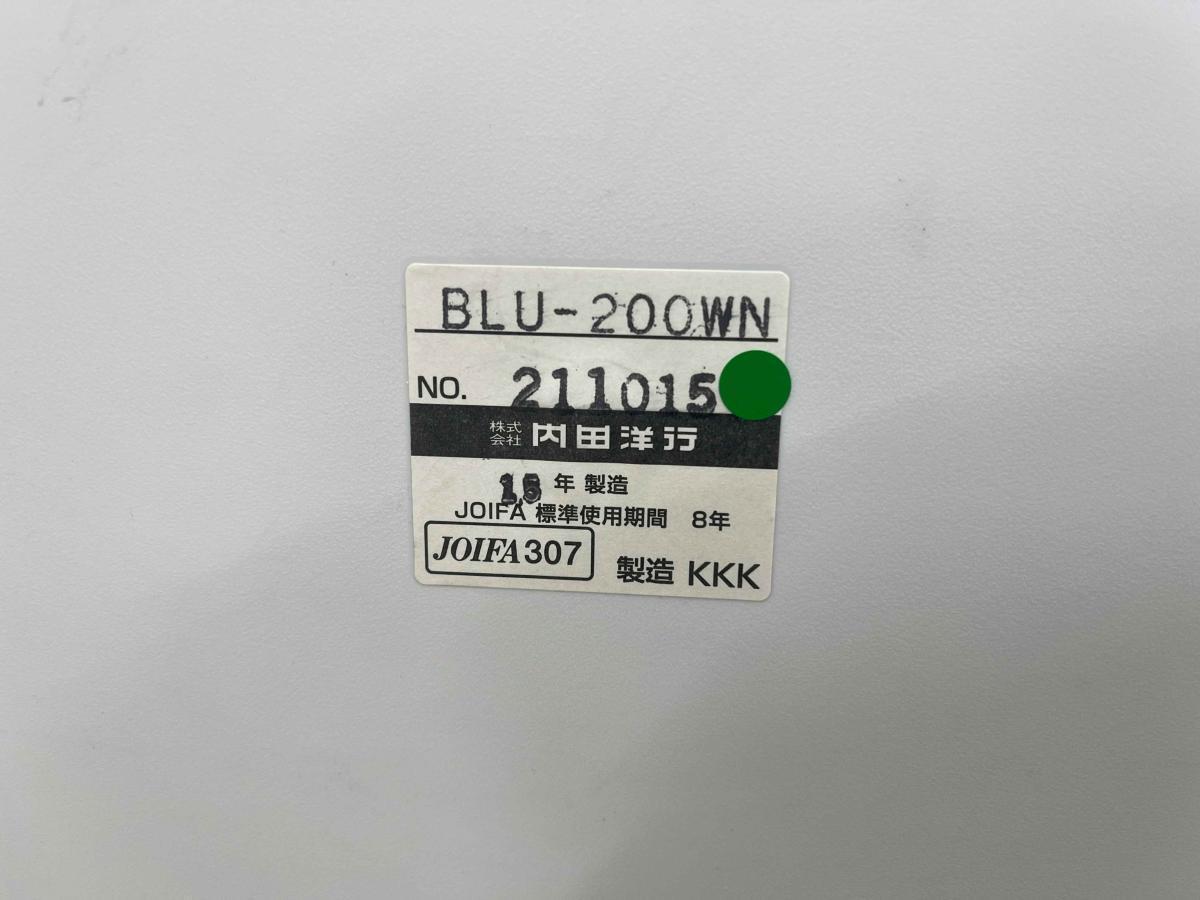 BLU-200WN
NO. 211015
株式会社 内田洋行
15 年 製造
JOIFA 標準使用期間 8年
JOIFA307
製造 KKK